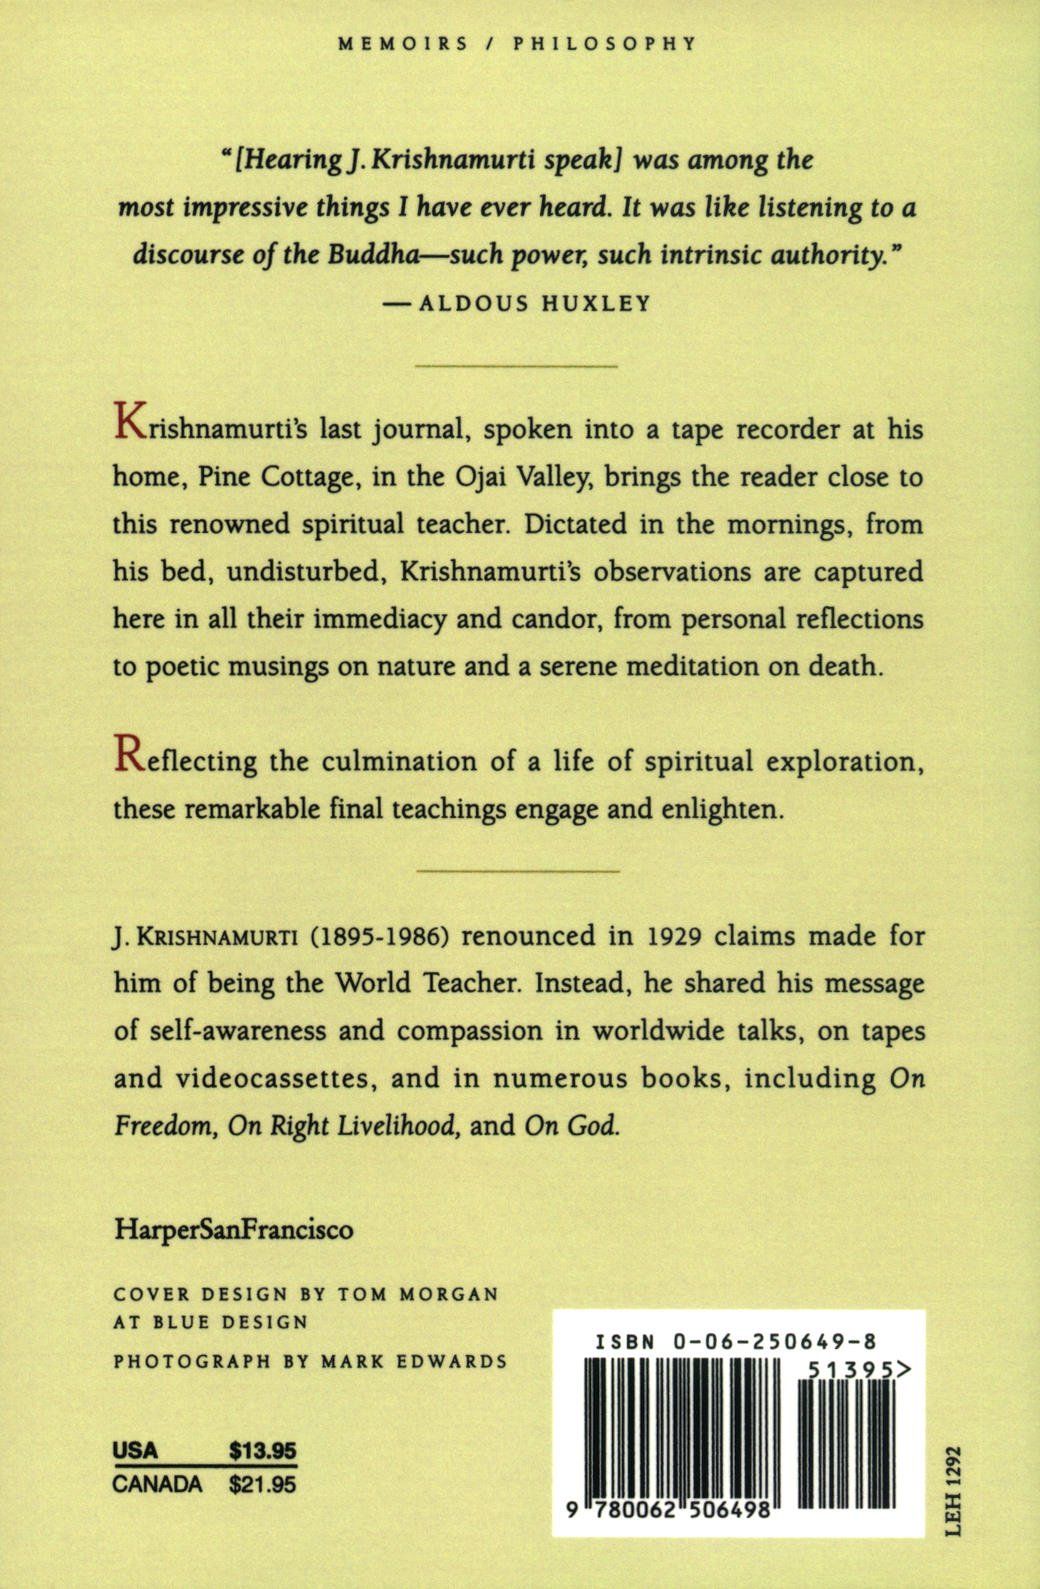 MEMOIRS / PHILOSOPHY
“[Hearing J. Krishnamurti speak] was among the
most impressive things I have ever heard. It was like listening to a
discourse of the Buddha—such power, such intrinsic authority.”
— ALDOUS HUXLEY
Krishnamurti’s last journal, spoken into a tape recorder at his
home, Pine Cottage, in the Ojai Valley, brings the reader close to
this renowned spiritual teacher. Dictated in the mornings, from
his bed, undisturbed, Krishnamurti’s observations are captured
here in all their immediacy and candor, from personal reflections
to poetic musings on nature and a serene meditation on death.
Reflecting the culmination of a life of spiritual exploration,
these remarkable final teachings engage and enlighten.
J. KRISHNAMURTI (1895-1986) renounced in 1929 claims made for
him of being the World Teacher. Instead, he shared his message
of self-awareness and compassion in worldwide talks, on tapes
and videocassettes, and in numerous books, including On
Freedom, On Right Livelihood, and On God.
HarperSanFrancisco
COVER DESIGN BY TOM MORGAN
AT BLUE DESIGN
PHOTOGRAPH BY MARK EDWARDS
USA $13.95
CANADA $21.95
ISBN 0-06-250649-8
51395>
9 780062 506498
LEH 1292